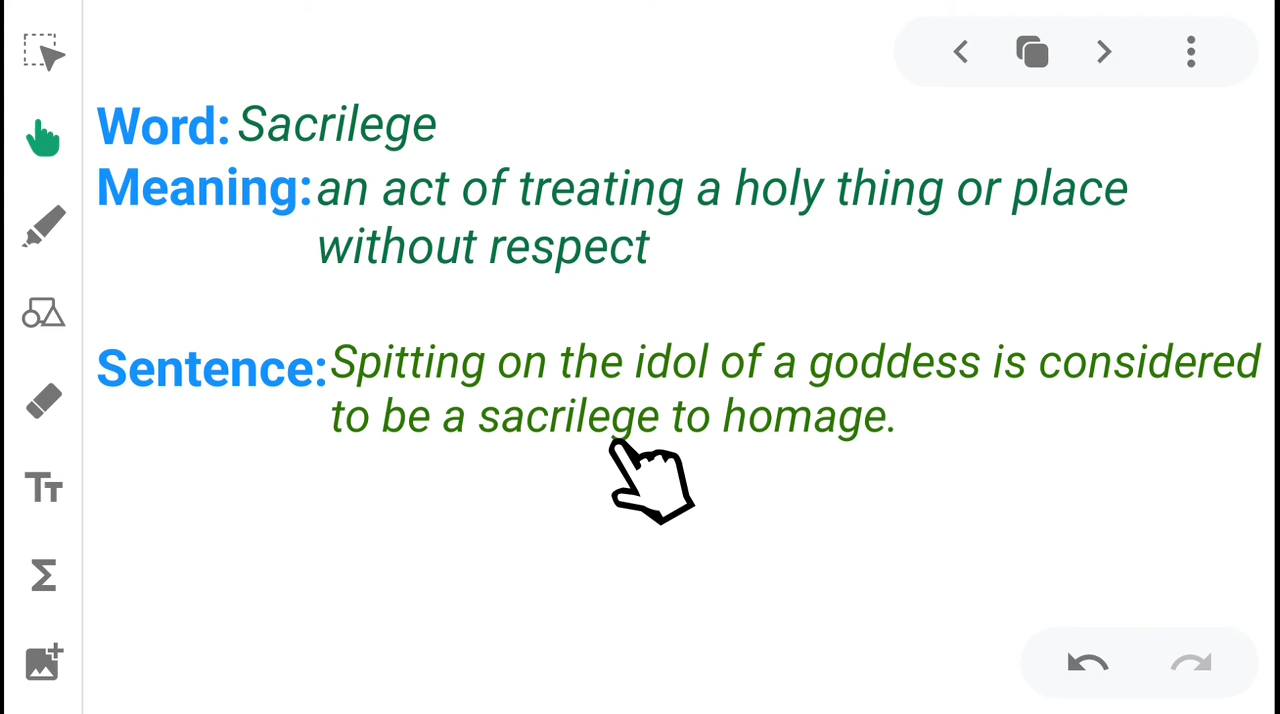 Word: Sacrilege
Meaning: an act of treating a holy thing or place
without respect
Sentence: Spitting on the idol of a goddess is considered
to be a sacrilege to homage.